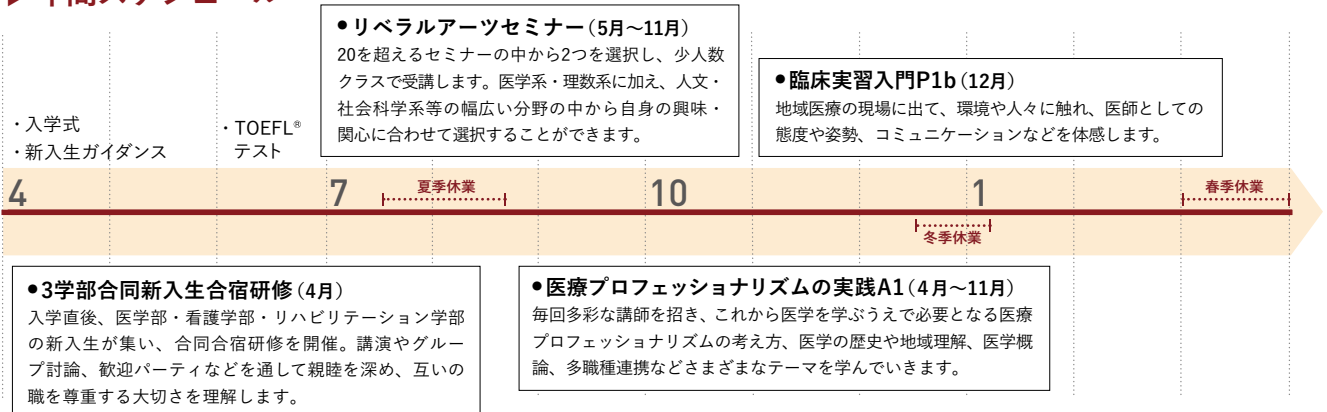 ●リベラルアーツセミナー（5月〜11月）
20を超えるセミナーの中から2つを選択し、少人数
クラスで受講します。医学系・理数系に加え、人文・
社会科学系等の幅広い分野の中から自身の興味・
関心に合わせて選択することができます。
●臨床実習入門P1b（12月）
地域医療の現場に出て、環境や人々に触れ、医師としての
態度や姿勢、コミュニケーションなどを体感します。
・入学式
・新入生ガイダンス
・TOEFL®
テスト
4
7
夏季休業
10
1
春季休業
冬季休業
●3学部合同新入生合宿研修（4月）
入学直後、医学部・看護学部・リハビリテーション学部
の新入生が集い、合同合宿研修を開催。講演やグルー
プ討論、歓迎パーティなどを通して親睦を深め、互いの
職を尊重する大切さを理解します。
●医療プロフェッショナリズムの実践A1（4月〜11月）
毎回多彩な講師を招き、これから医学を学ぶうえで必要となる医療
プロフェッショナリズムの考え方、医学の歴史や地域理解、医学概
論、多職種連携などさまざまなテーマを学んでいきます。